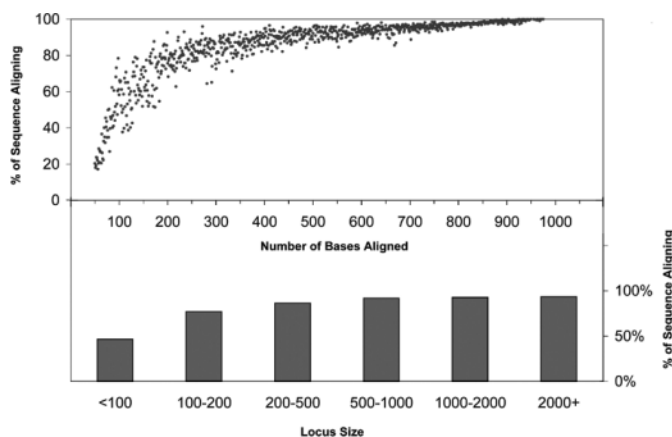 % of Sequence Aligning
100
80
60
40
20
0
100 200 300 400 500 600 700 800 900 1000
Number of Bases Aligned
% of Sequence Aligning
100%
50%
0%
<100 100-200 200-500 500-1000 1000-2000 2000+
Locus Size